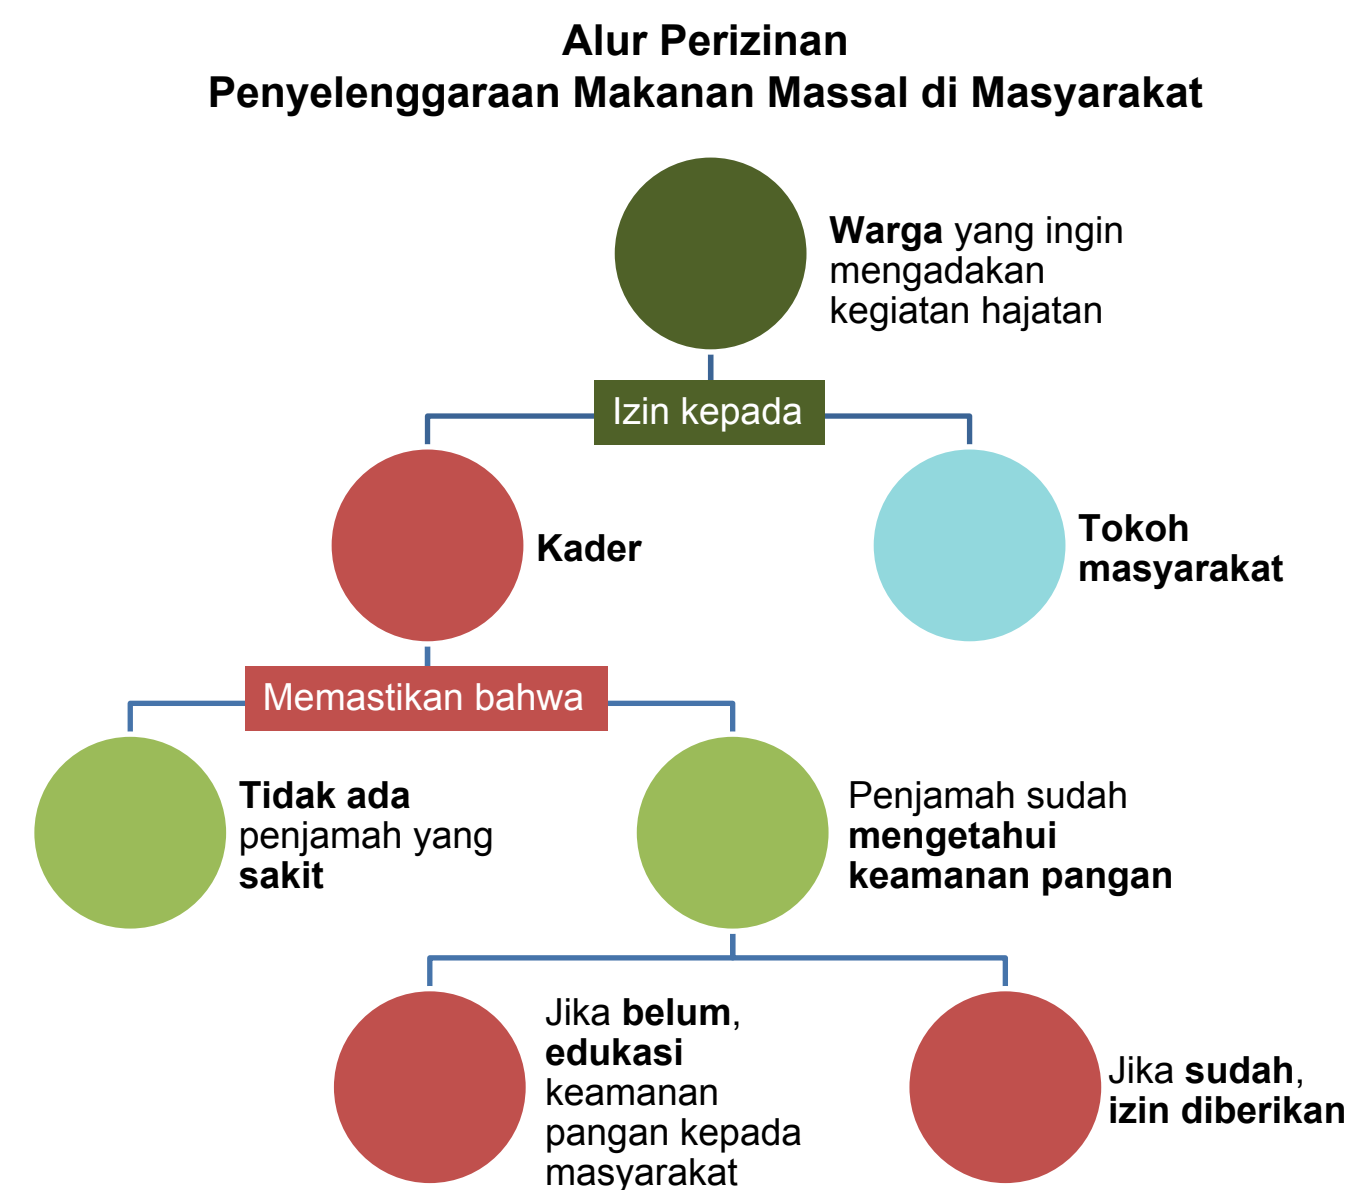 Alur Perizinan
Penyelenggaraan Makanan Massal di Masyarakat
Warga yang ingin
mengadakan
kegiatan hajatan
Izin kepada
Kader
Tokoh
masyarakat
Memastikan bahwa
Tidak ada
penjamah yang
sakit
Penjamah sudah
mengetahui
keamanan pangan
Jika belum,
edukasi
keamanan
pangan kepada
masyarakat
Jika sudah,
izin diberikan